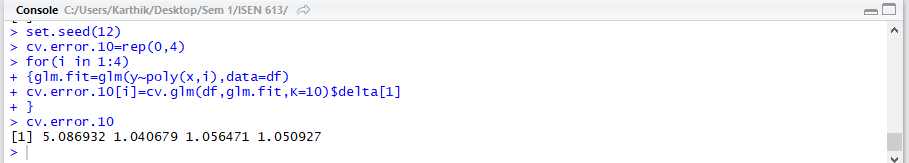 Console C:/Users/Karthik/Desktop/Sem 1/ISEN 613/
> set.seed(12)
> cv.error.10=rep(0,4)
> for(i in 1:4)
+ {glm.fit=glm(y~poly(x,i),data=df)
+ cv.error.10[i]=cv.glm(df,glm.fit,K=10)$delta[1]
+ }
> cv.error.10
[1] 5.086932 1.040679 1.056471 1.050927
>